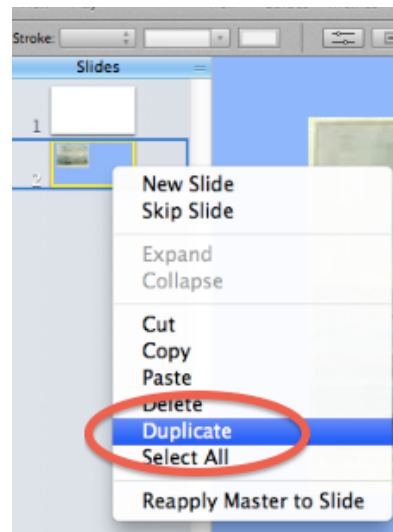 Stroke:
Slides
1
2
New Slide
Skip Slide
Expand
Collapse
Cut
Copy
Paste
Delete
Duplicate
Select All
Reapply Master to Slide